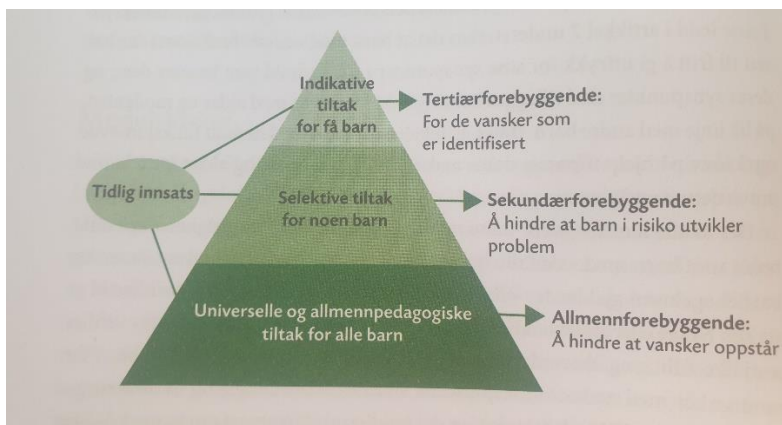 Indikative
tiltak
for få barn
Tertiærforebyggende:
For de vansker som
er identifisert
Tidlig innsats
Selektive tiltak
for noen barn
Sekundærforebyggende:
Å hindre at barn i risiko utvikler
problem
Universelle og allmennpedagogiske
tiltak for alle barn
Allmennforebyggende:
Å hindre at vansker oppstår